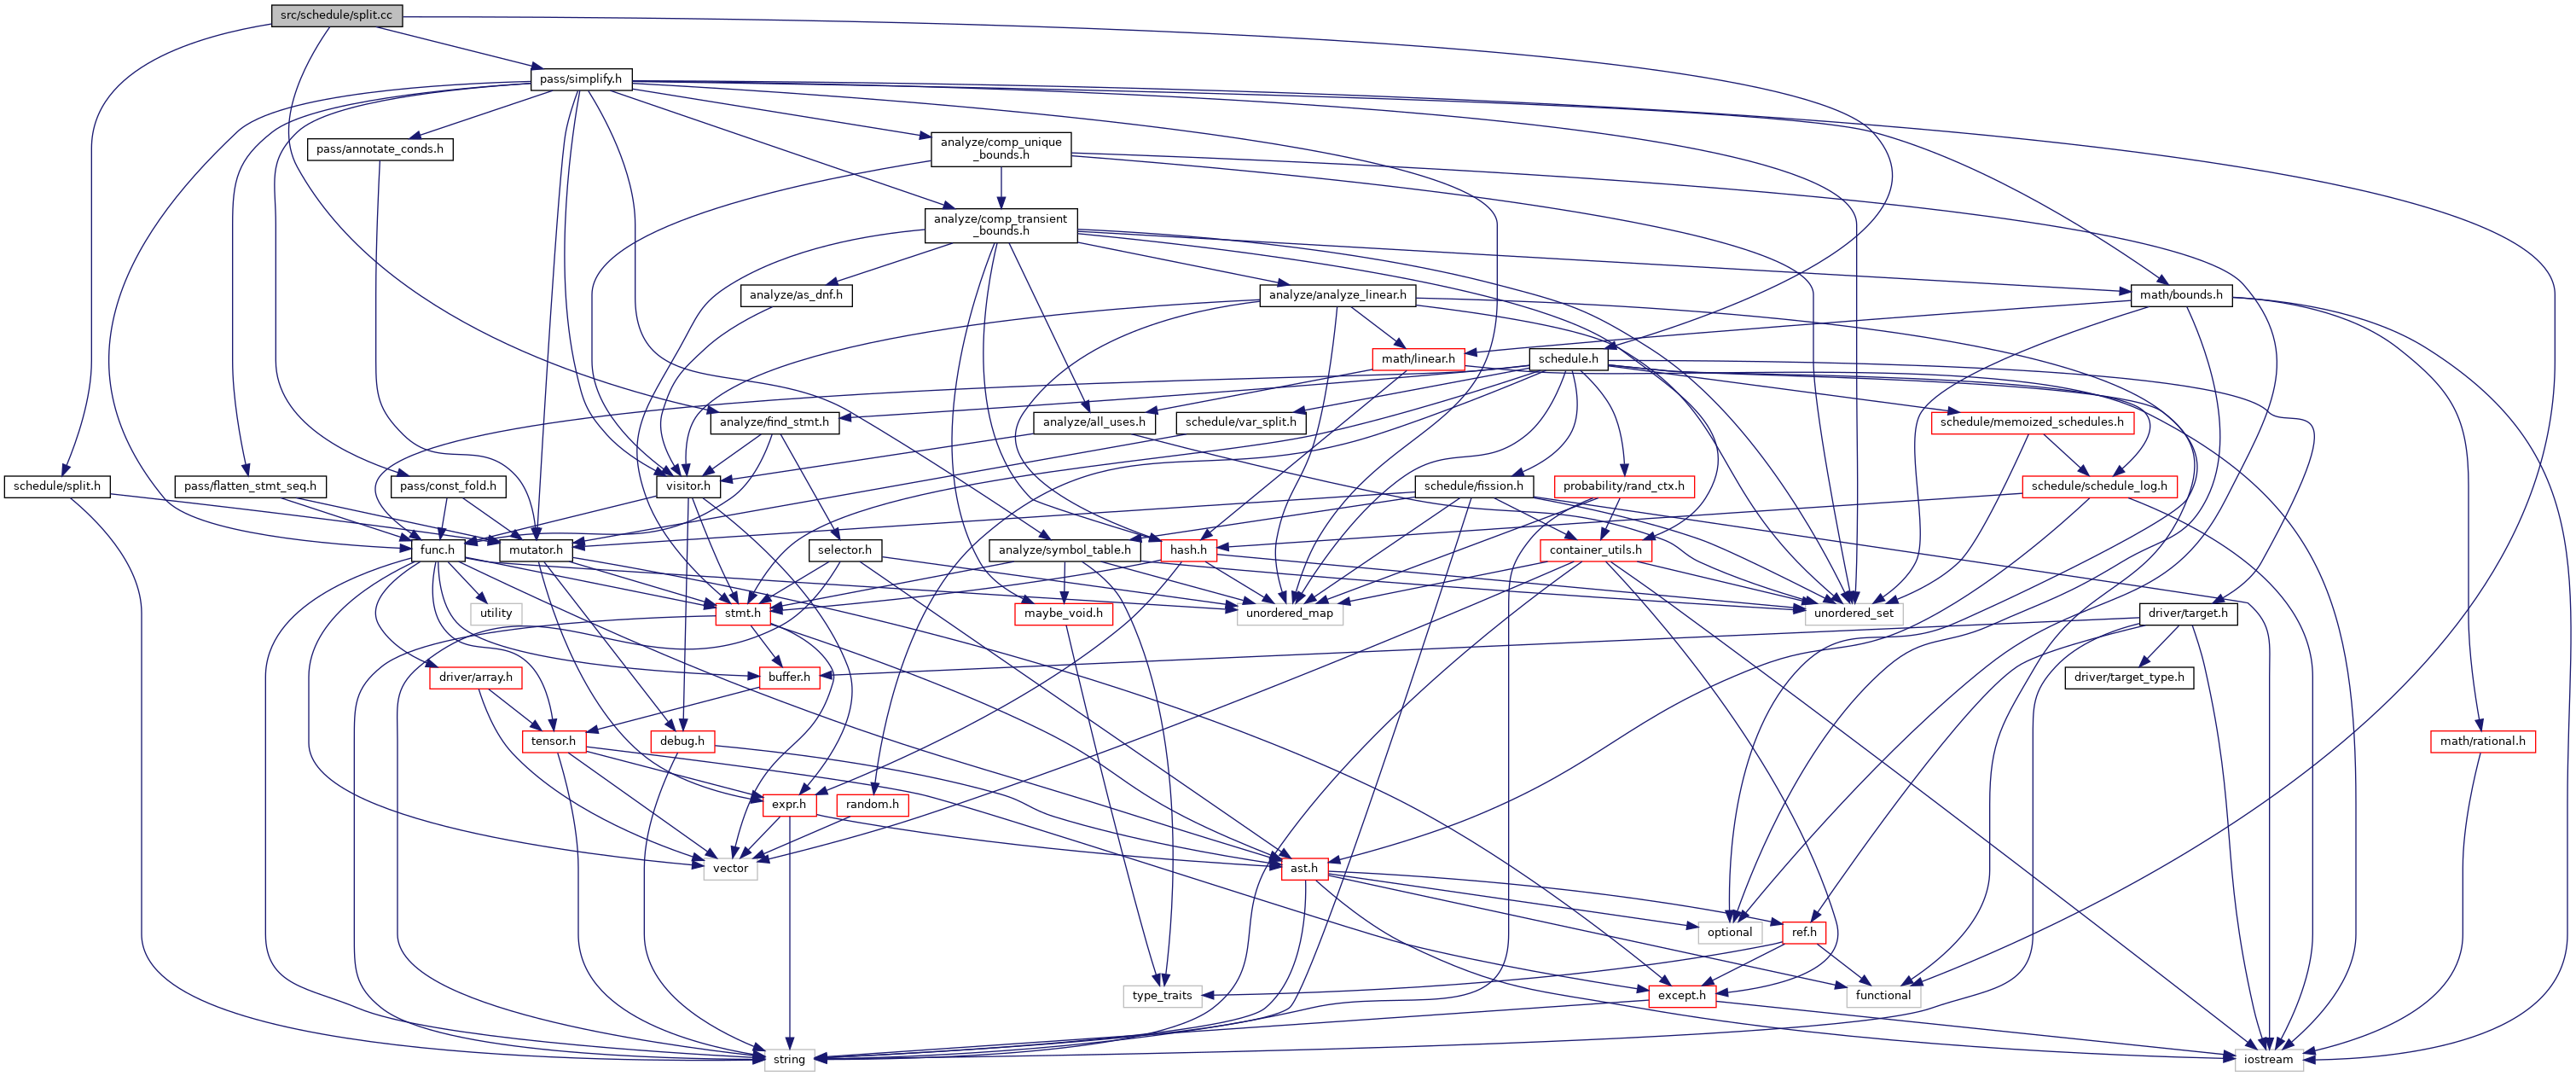 src/schedule/split.cc
pass/simplify.h
pass/annotate_conds.h
analyze/comp_unique
_bounds.h
analyze/comp_transient
_bounds.h
analyze/as_dnf.h
analyze/analyze_linear.h
math/bounds.h
math/linear.h
schedule.h
analyze/find_stmt.h
analyze/all_uses.h
schedule/var_split.h
schedule/memoized_schedules.h
schedule/split.h
pass/flatten_stmt_seq.h
pass/const_fold.h
visitor.h
schedule/fission.h
probability/rand_ctx.h
schedule/schedule_log.h
func.h
mutator.h
selector.h
analyze/symbol_table.h
hash.h
container_utils.h
utility
stmt.h
maybe_void.h
unordered_map
unordered_set
driver/target.h
driver/array.h
buffer.h
driver/target_type.h
tensor.h
debug.h
math/rational.h
expr.h
random.h
vector
ast.h
optional
ref.h
type_traits
except.h
functional
string
iostream